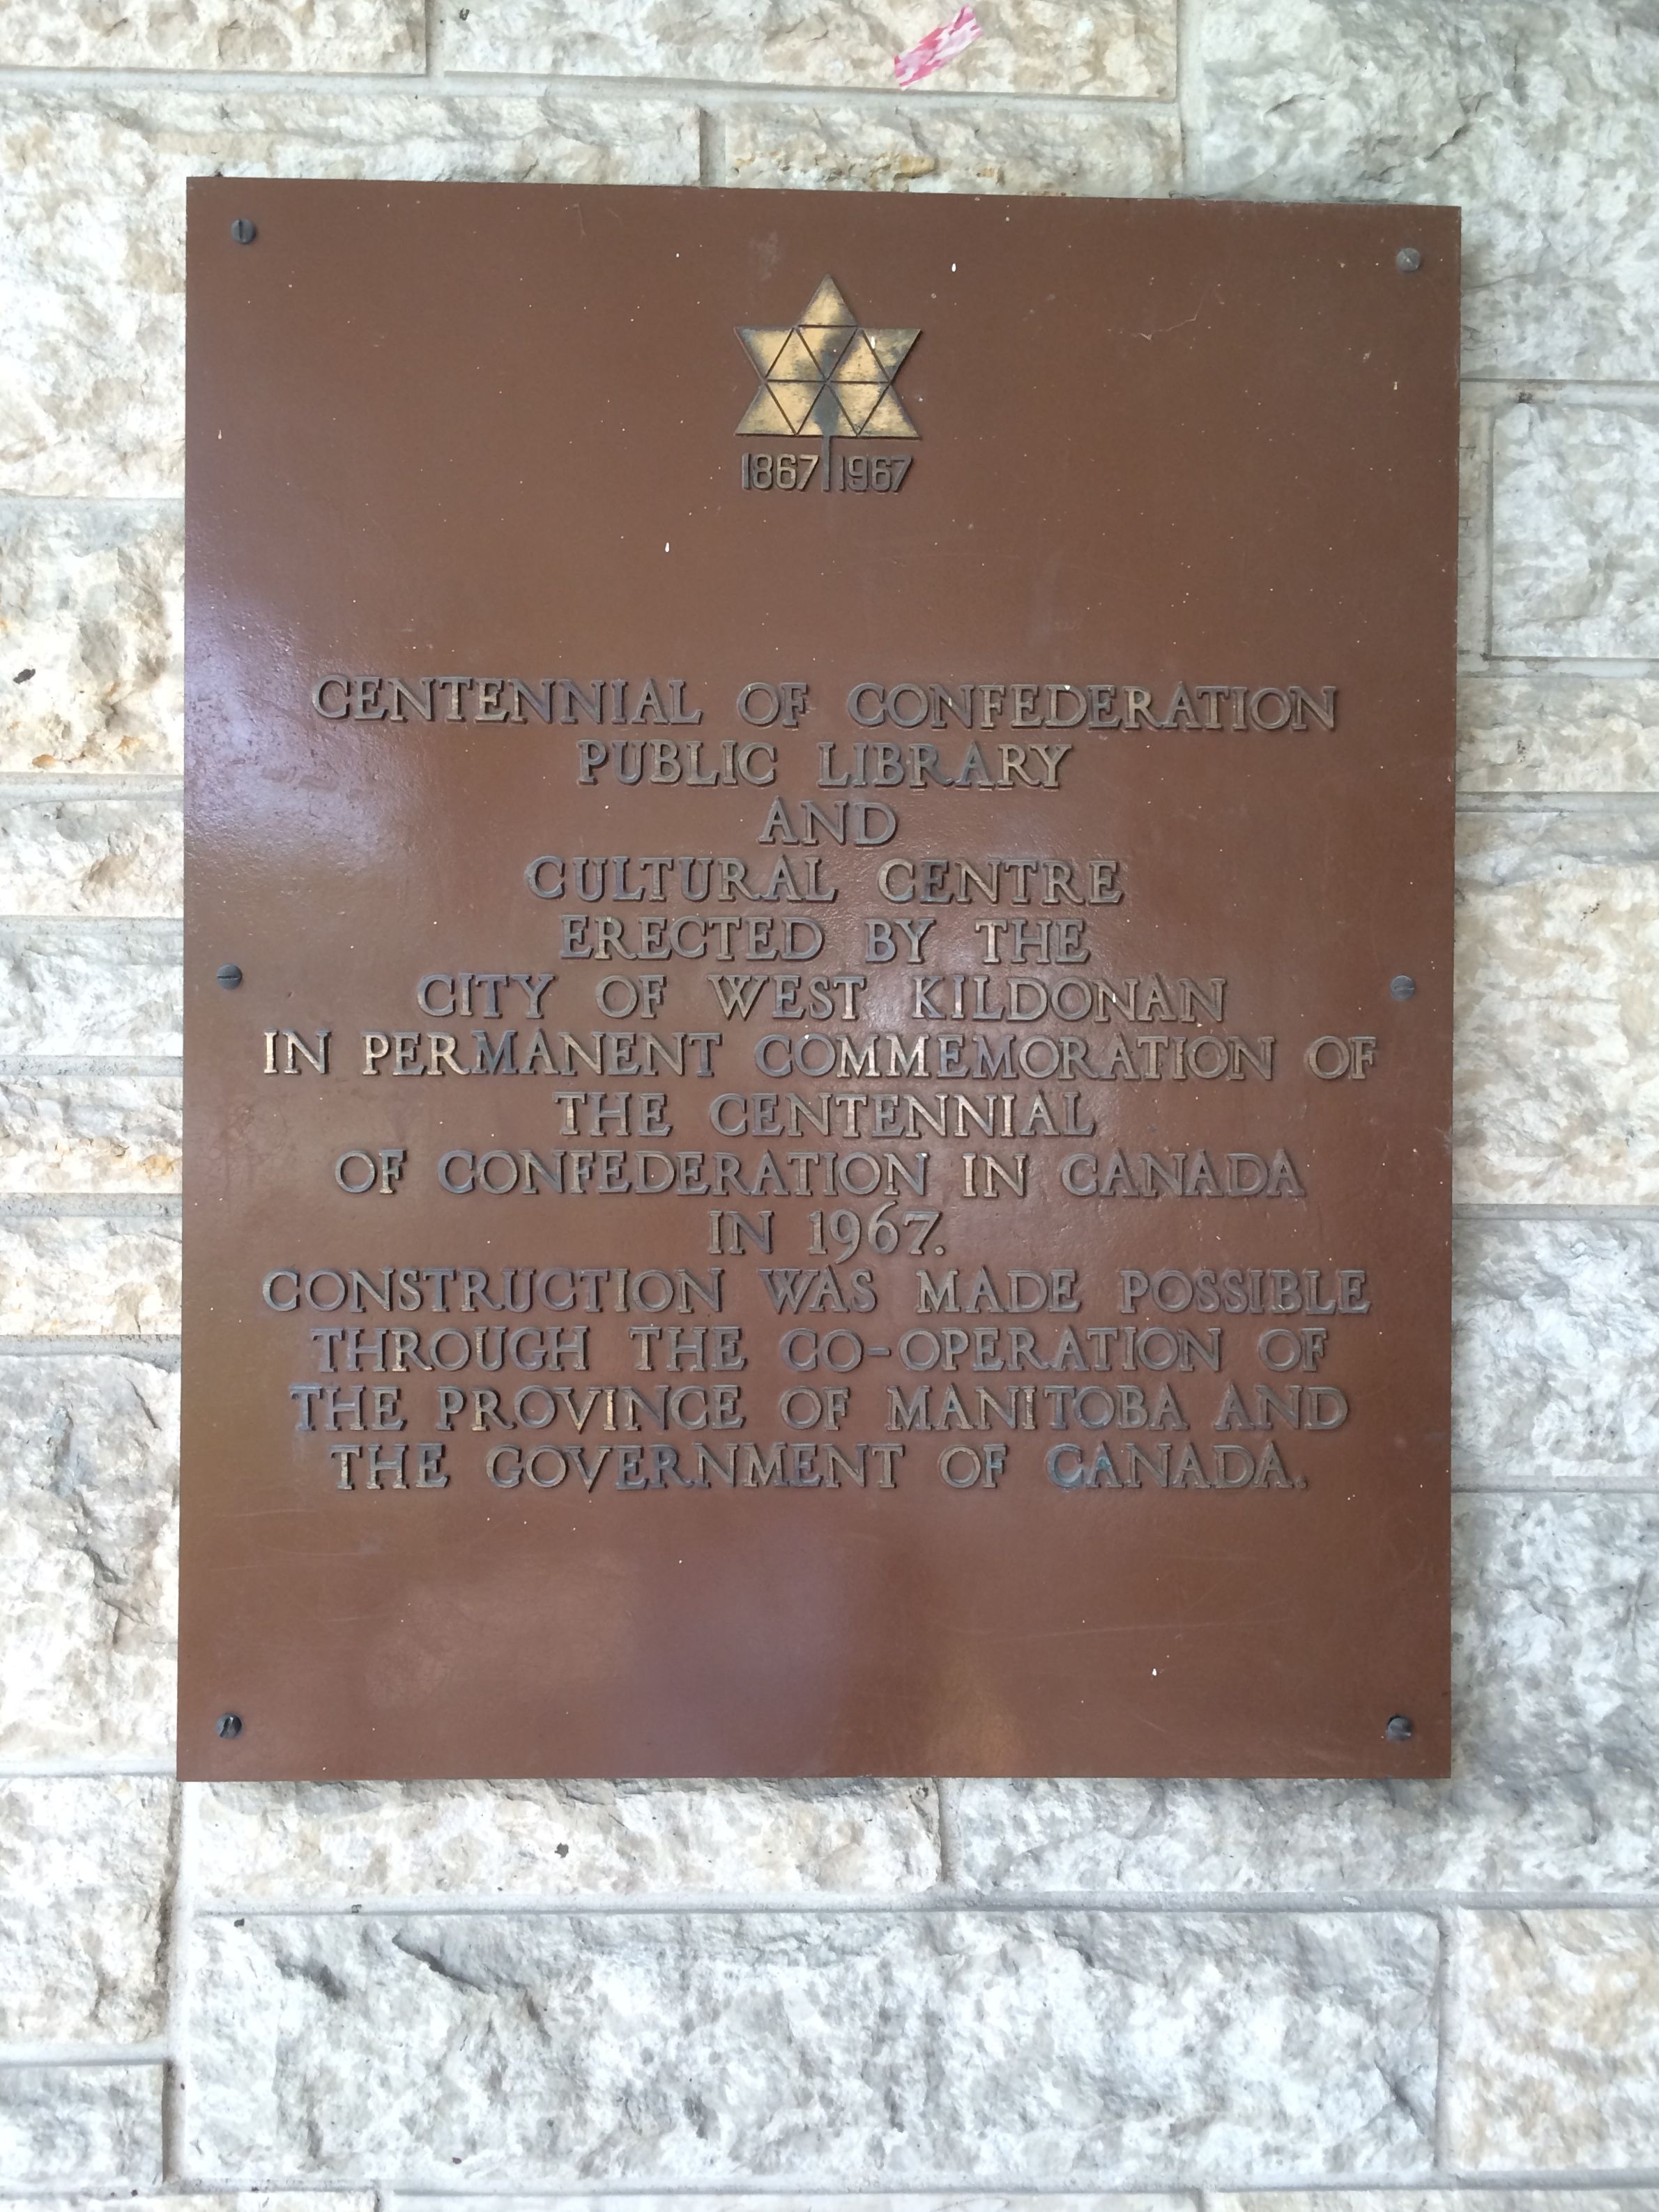 1867 1967
CENTENNIAL OF CONFEDERATION
PUBLIC LIBRARY
AND
CULTURAL CENTRE
ERECTED BY THE
CITY OF WEST KILDONAN
IN PERMANENT COMMEMORATION OF
THE CENTENNIAL
OF CONFEDERATION IN CANADA
IN 1967.
CONSTRUCTION WAS MADE POSSIBLE
THROUGH THE CO-OPERATION OF
THE PROVINCE OF MANITOBA AND
THE GOVERNMENT OF CANADA.